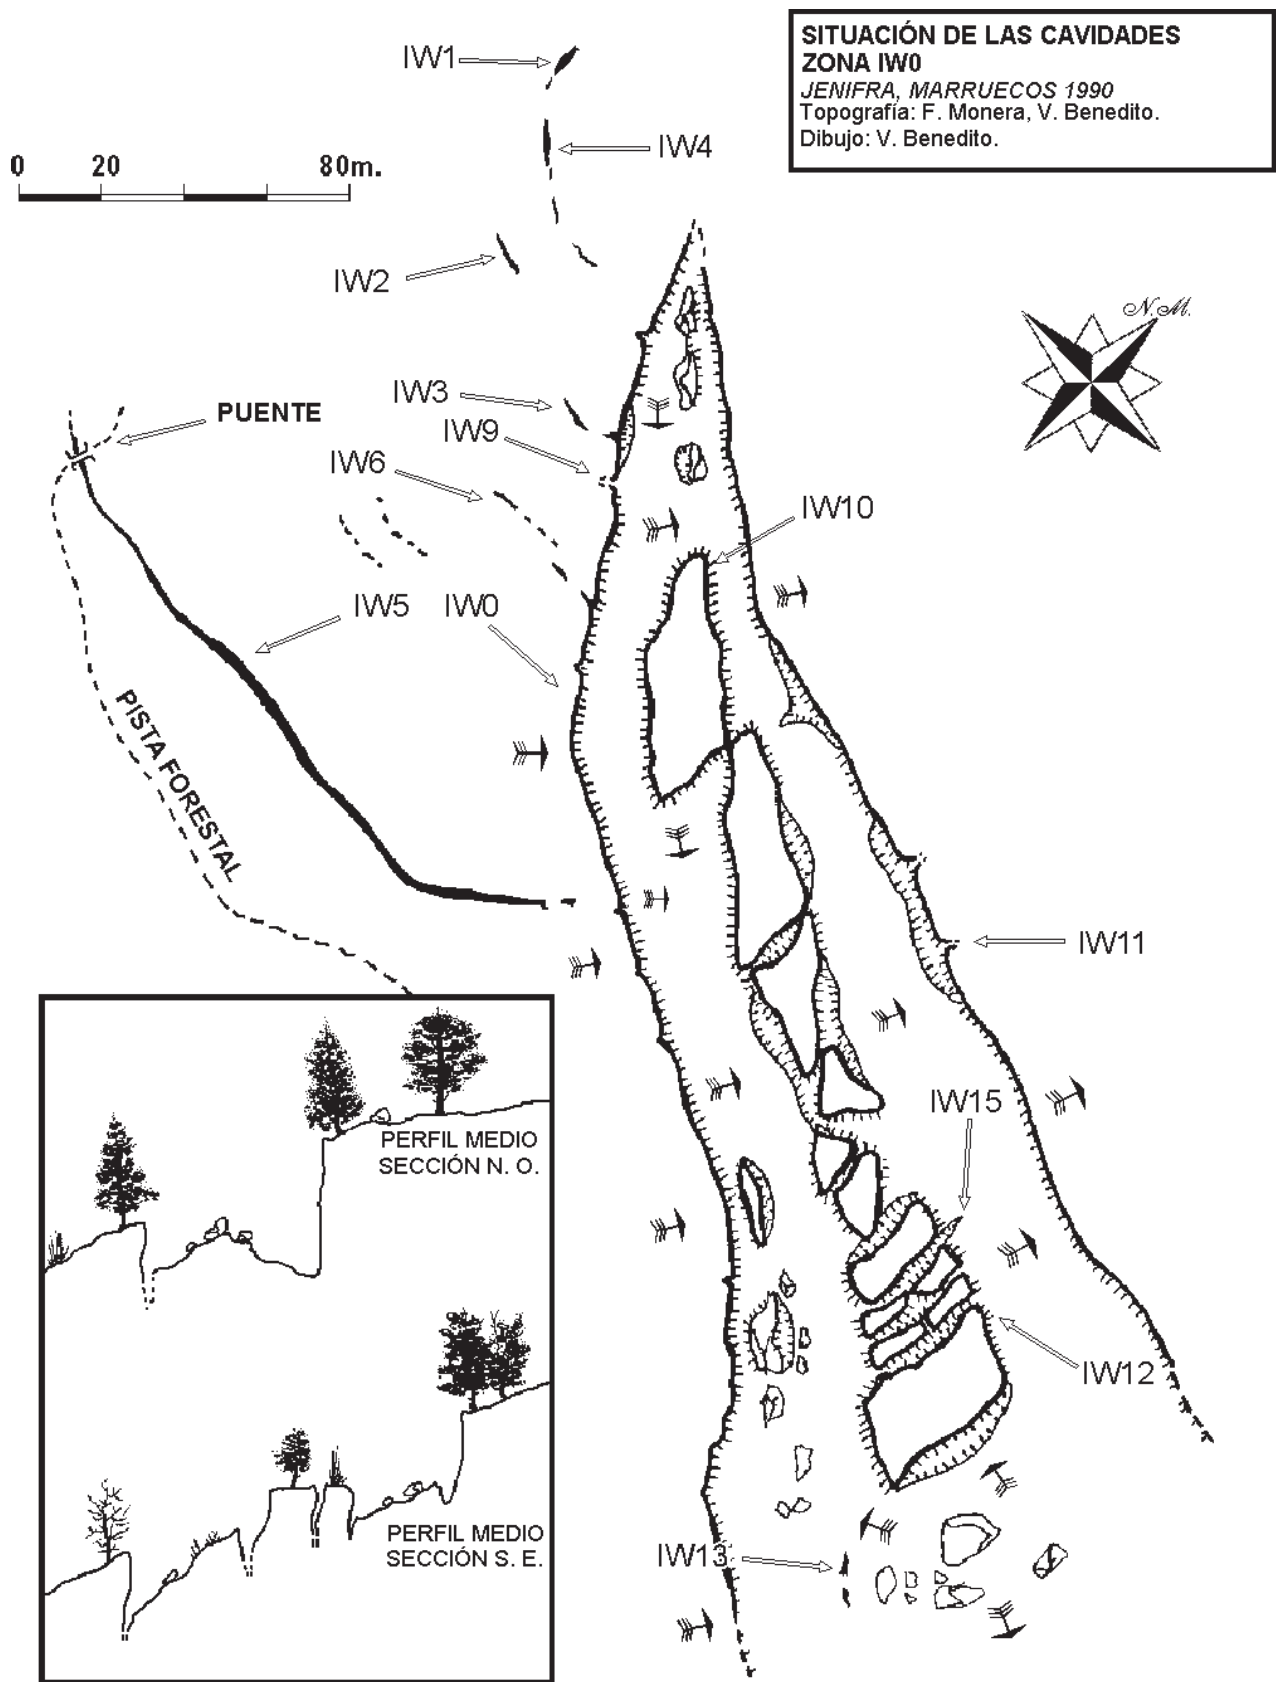 SITUACIÓN DE LAS CAVIDADES
ZONA IW0
JENIFRA, MARRUECOS 1990
Topografía: F. Monera, V. Benedito.
Dibujo: V. Benedito.
IW1
IW4
0 20 80m.
IW2
N.M.
IW3
PUENTE
IW9
IW6
IW10
IW5
IW0
PISTA FORESTAL
IW11
IW15
PERFIL MEDIO
SECCIÓN N. O.
IW12
PERFIL MEDIO
SECCIÓN S. E.
IW13